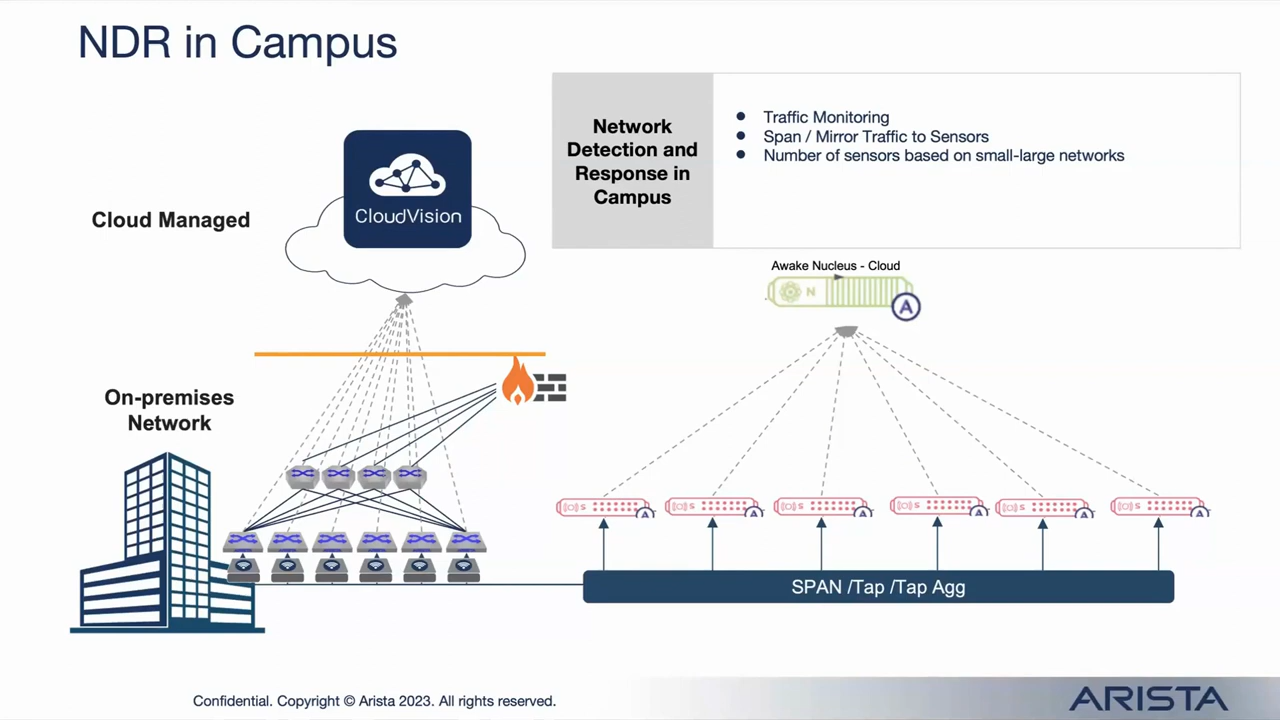 NDR in Campus
Network
Detection and
Response in
Campus
● Traffic Monitoring
● Span / Mirror Traffic to Sensors
● Number of sensors based on small-large networks
CloudVision
Cloud Managed
Awake Nucleus - Cloud
N
A
On-premises
Network
S A
S A
S A
S A
S A
S A
SPAN /Tap /Tap Agg
Confidential. Copyright © Arista 2023. All rights reserved.
ARISTA